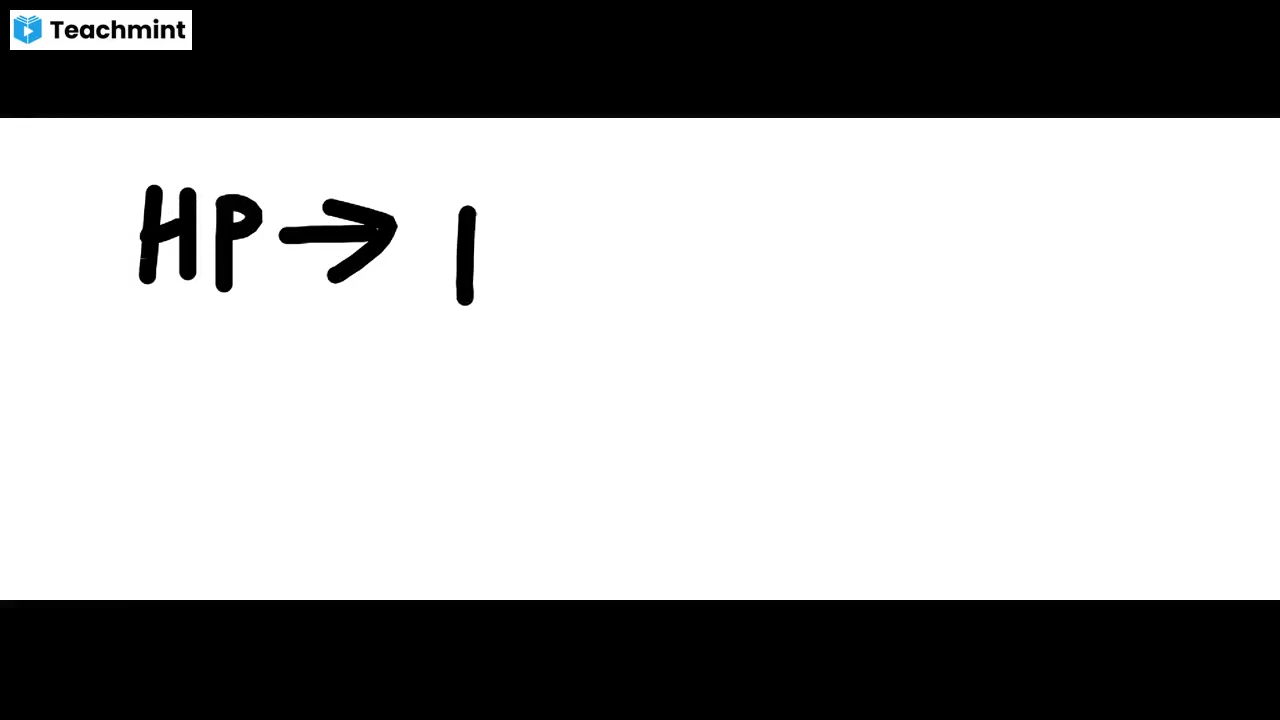 Teachmint
HP → 1